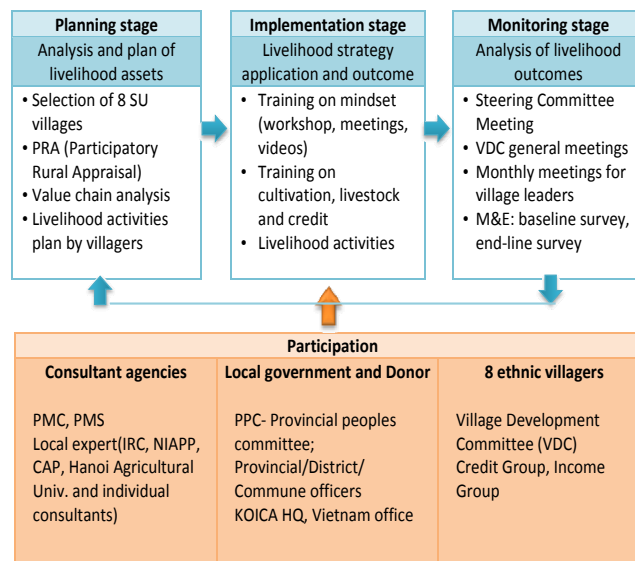 Planning stage
Analysis and plan of
livelihood assets
• Selection of 8 SU
villages
• PRA (Participatory
Rural Appraisal)
• Value chain analysis
• Livelihood activities
plan by villagers
Implementation stage
Livelihood strategy
application and outcome
• Training on mindset
(workshop, meetings,
videos)
• Training on
cultivation, livestock
and credit
• Livelihood activities
Monitoring stage
Analysis of livelihood
outcomes
• Steering Committee
Meeting
• VDC general meetings
• Monthly meetings for
village leaders
• M&E: baseline survey,
end-line survey
Participation
Consultant agencies
PMC, PMS
Local expert(IRC, NIAPP,
CAP, Hanoi Agricultural
Univ. and individual
consultants)
Local government and Donor
PPC- Provincial peoples
committee;
Provincial/District/
Commune officers
KOICA HQ, Vietnam office
8 ethnic villagers
Village Development
Committee (VDC)
Credit Group, Income
Group